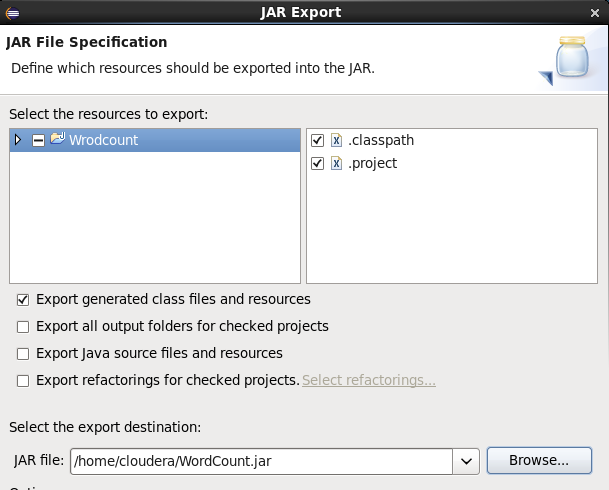 JAR Export
JAR File Specification
Define which resources should be exported into the JAR.
Select the resources to export:
Wrodcount
.classpath
.project
Export generated class files and resources
Export all output folders for checked projects
Export Java source files and resources
Export refactorings for checked projects. Select refactorings...
Select the export destination:
JAR file: /home/cloudera/WordCount.jar Browse...